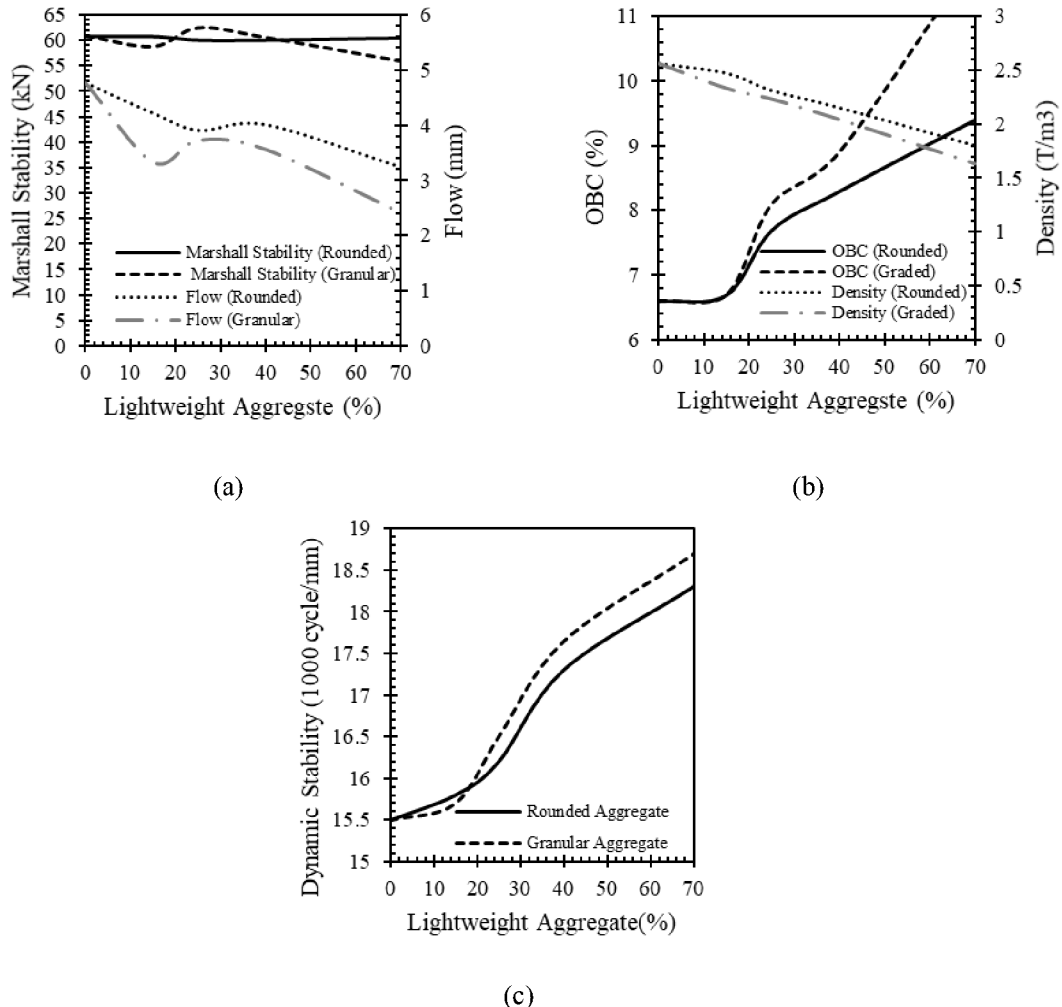 65
60
55
50
45
40
35
30
25
20
15
10
5
0
Marshall Stability (kN)
6
5
4
3
2
1
0
Flow (mm)
Marshall Stability (Rounded)
Marshall Stability (Granular)
Flow (Rounded)
Flow (Granular)
0 10 20 30 40 50 60 70
Lightweight Aggregste (%)
(a)
11
10
9
8
7
6
OBC (%)
3
2.5
2
1.5
1
0.5
0
Density (T/m3)
OBC (Rounded)
OBC (Graded)
Density (Rounded)
Density (Graded)
0 10 20 30 40 50 60 70
Lightweight Aggregste (%)
(b)
19
18.5
18
17.5
17
16.5
16
15.5
15
Dynamic Stability (1000 cycle/mm)
Rounded Aggregate
Granular Aggregate
0 10 20 30 40 50 60 70
Lightweight Aggregate(%)
(c)